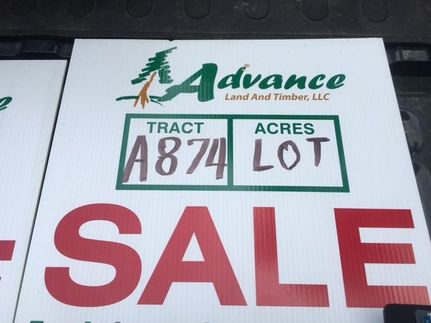 Advance
Land And Timber, LLC
TRACT ACRES
A874 LOT
SALE